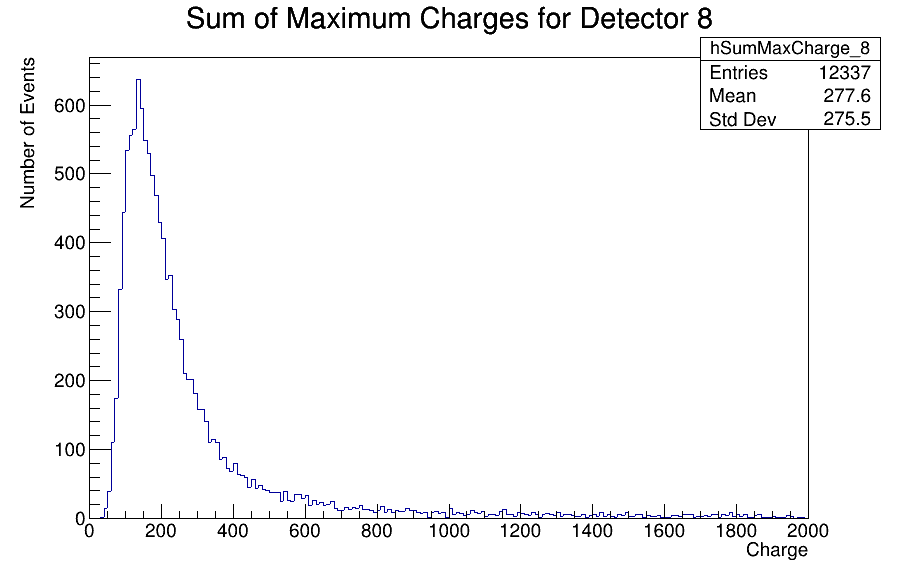 Sum of Maximum Charges for Detector 8
hSumMaxCharge_8
Entries 12337
Mean 277.6
Std Dev 275.5
Number of Events
600
500
400
300
200
100
0
0 200 400 600 800 1000 1200 1400 1600 1800 2000
Charge